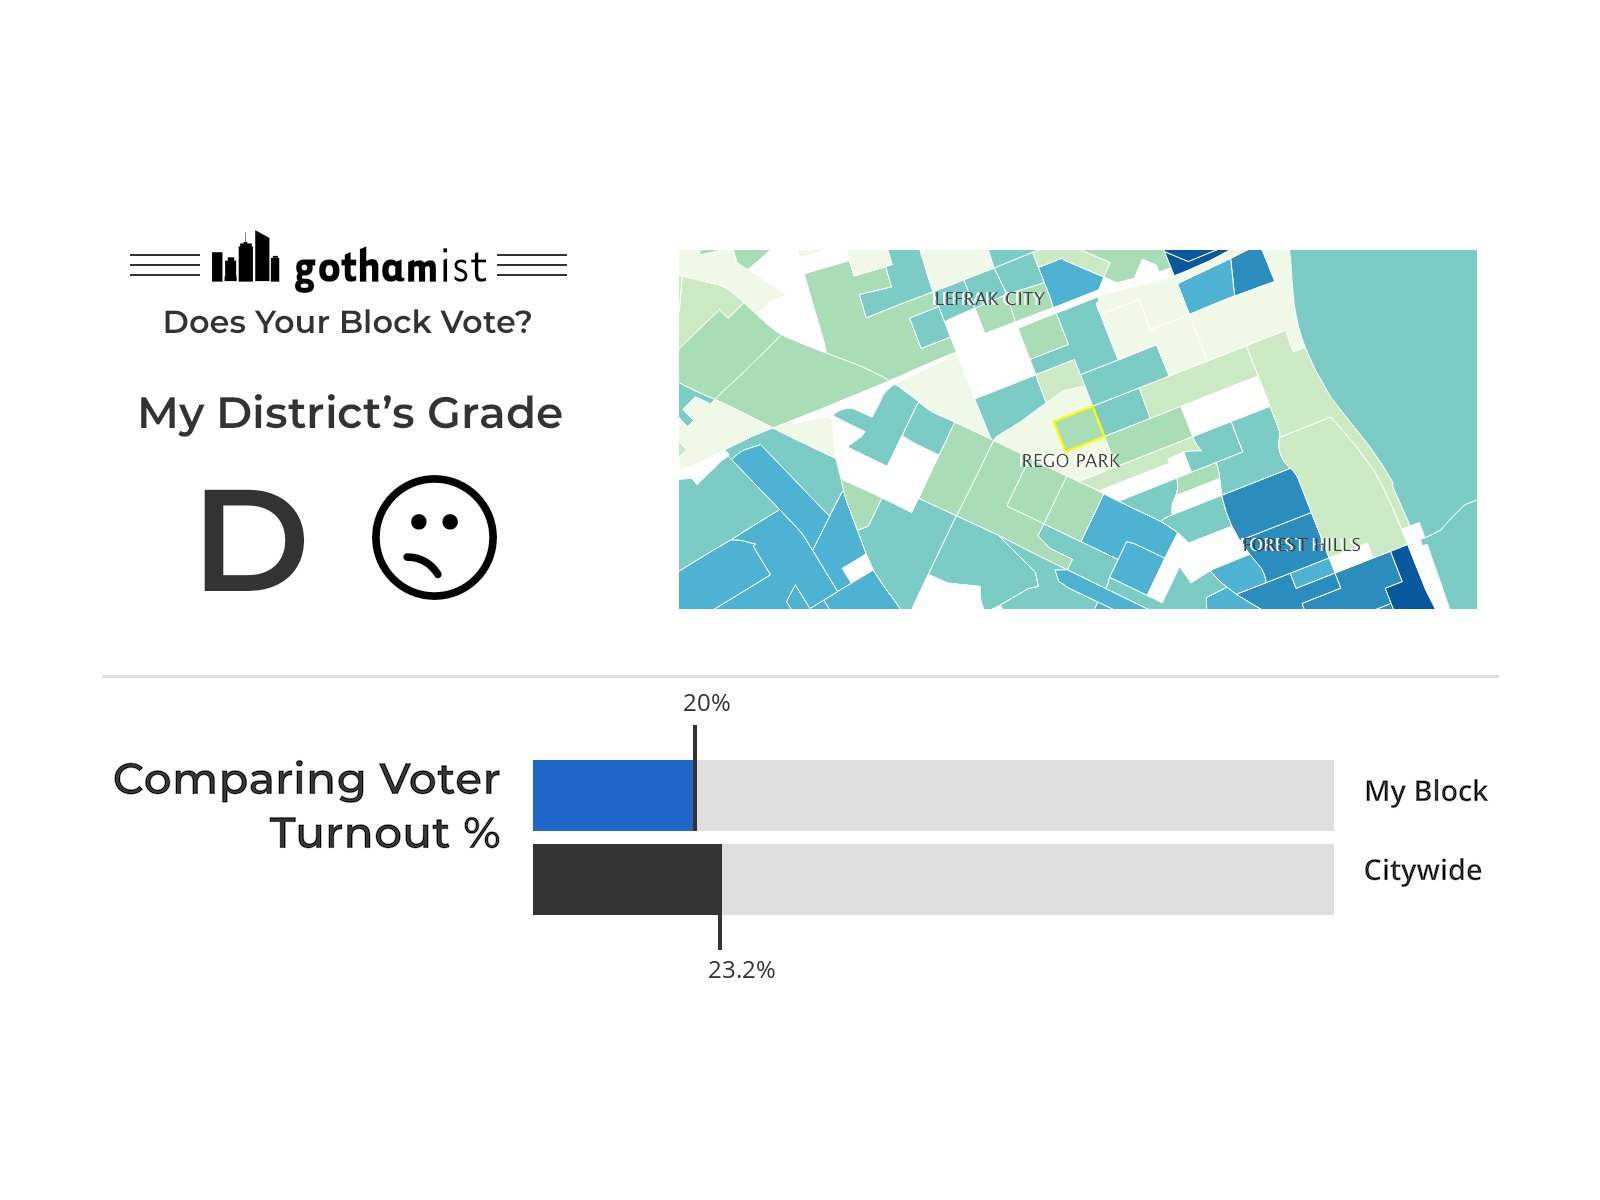 gothamist
Does Your Block Vote?
My District's Grade
D
LEFRAK CITY
REGO PARK
FOREST HILLS
20%
Comparing Voter
Turnout %
My Block
Citywide
23.2%